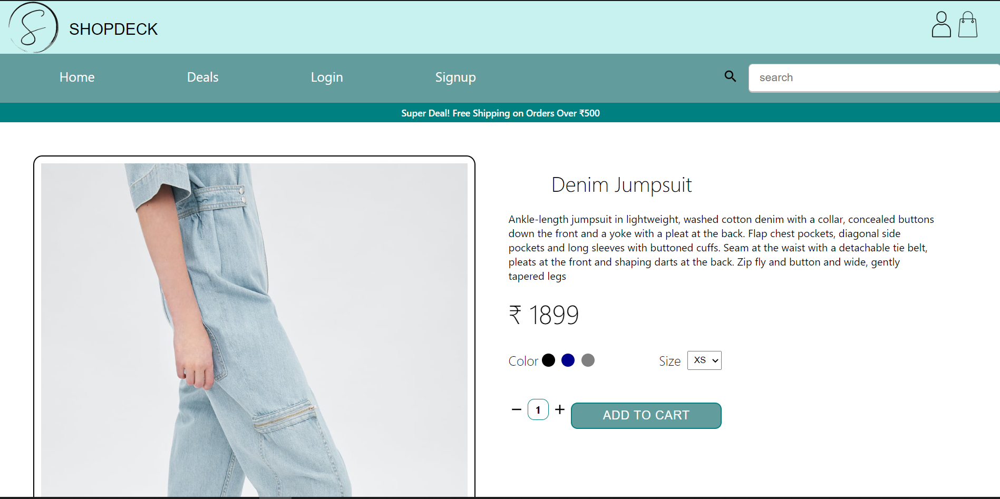 SHOPDECK
Home Deals Login Signup search
Super Deal! Free Shipping on Orders Over ₹500
Denim Jumpsuit
Ankle-length jumpsuit in lightweight, washed cotton denim with a collar, concealed buttons
down the front and a yoke with a pleat at the back. Flap chest pockets, diagonal side
pockets and long sleeves with buttoned cuffs. Seam at the waist with a detachable tie belt,
pleats at the front and shaping darts at the back. Zip fly and button and wide, gently
tapered legs
₹ 1899
Color Size XS
− 1 + ADD TO CART